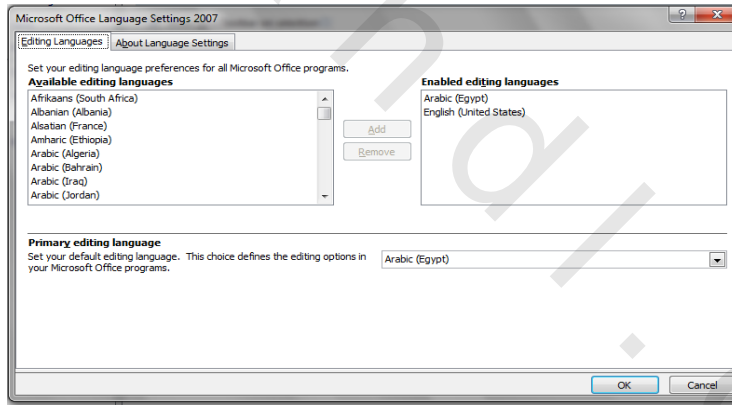 Microsoft Office Language Settings 2007
Editing Languages
About Language Settings
Set your editing language preferences for all Microsoft Office programs.
Available editing languages
Enabled editing languages
Afrikaans (South Africa)
Albanian (Albania)
Alsatian (France)
Amharic (Ethiopia)
Arabic (Algeria)
Arabic (Bahrain)
Arabic (Iraq)
Arabic (Jordan)
Add
Remove
Arabic (Egypt)
English (United States)
Primary editing language
Set your default editing language. This choice defines the editing options in
your Microsoft Office programs.
Arabic (Egypt)
OK
Cancel